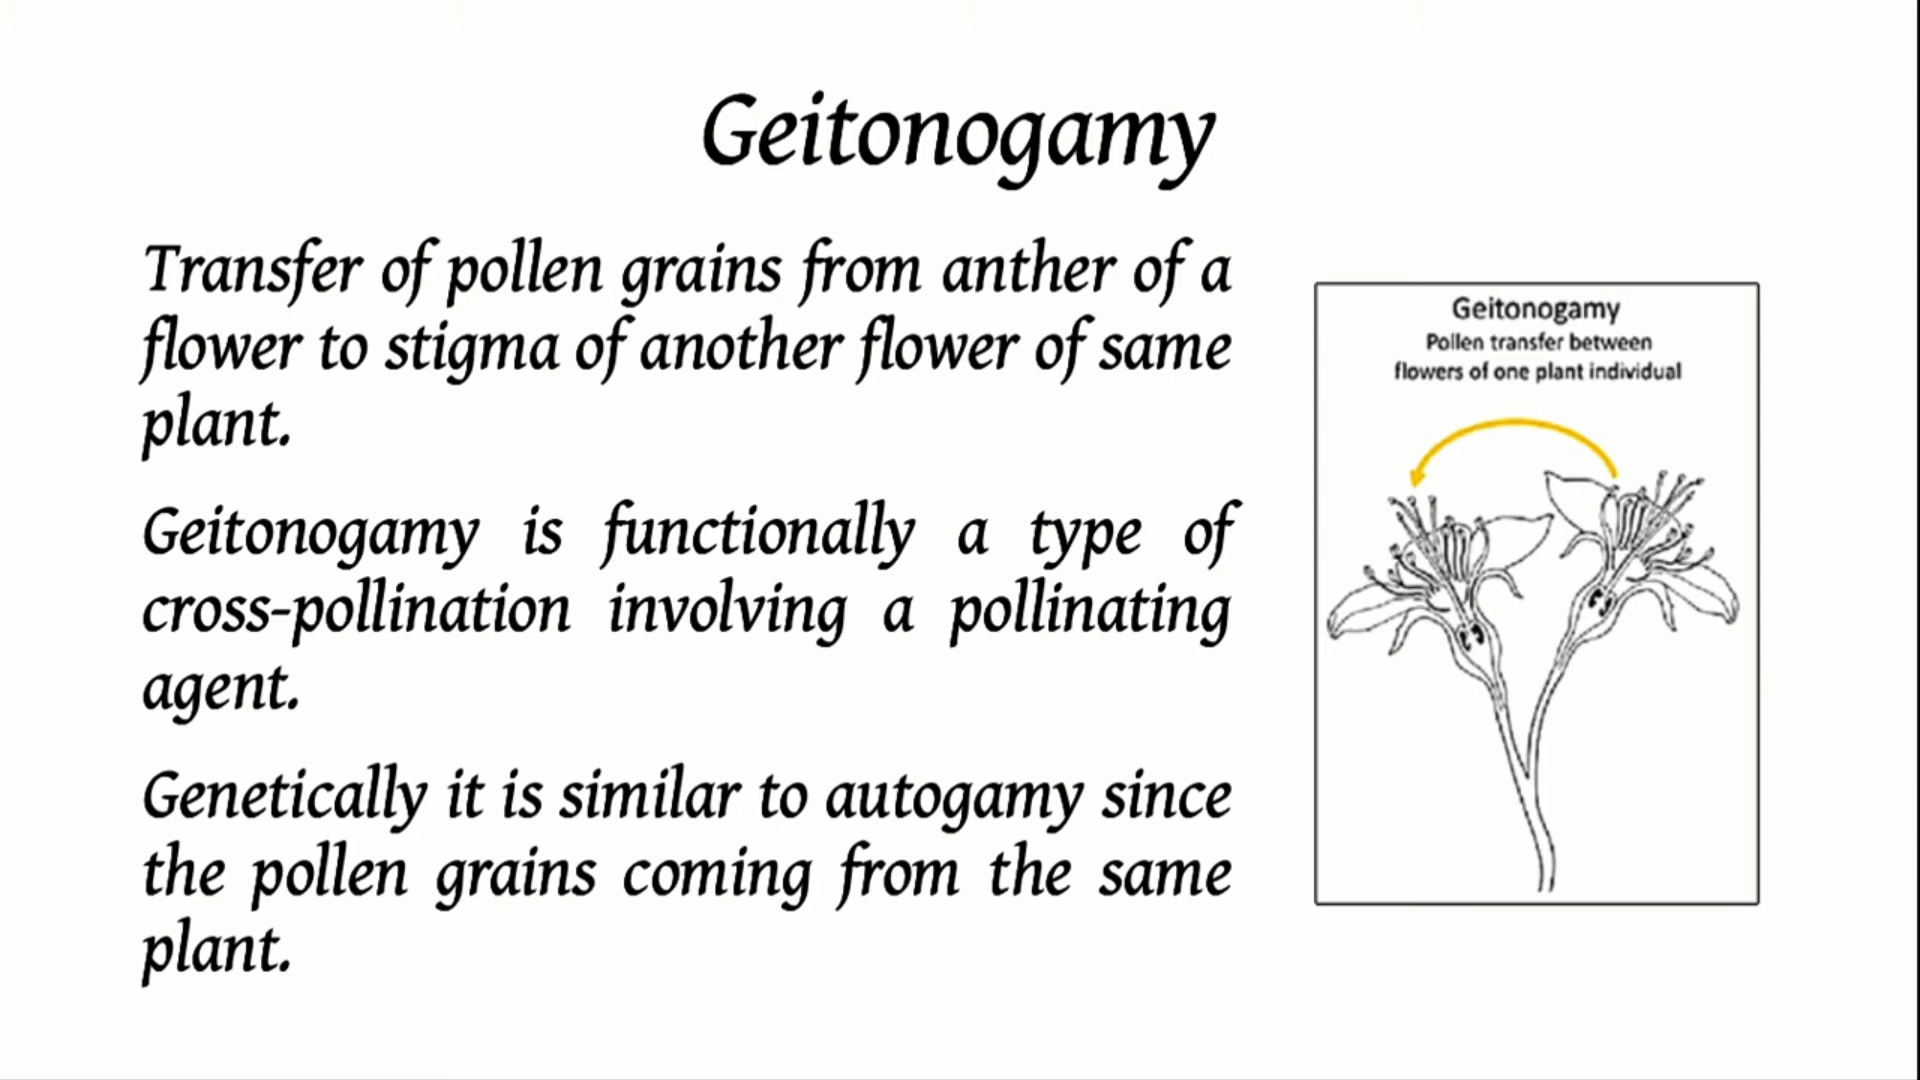 Geitonogamy
Transfer of pollen grains from anther of a
flower to stigma of another flower of same
plant.
Geitonogamy is functionally a type of
cross-pollination involving a pollinating
agent.
Genetically it is similar to autogamy since
the pollen grains coming from the same
plant.
Geitonogamy
Pollen transfer between
flowers of one plant individual